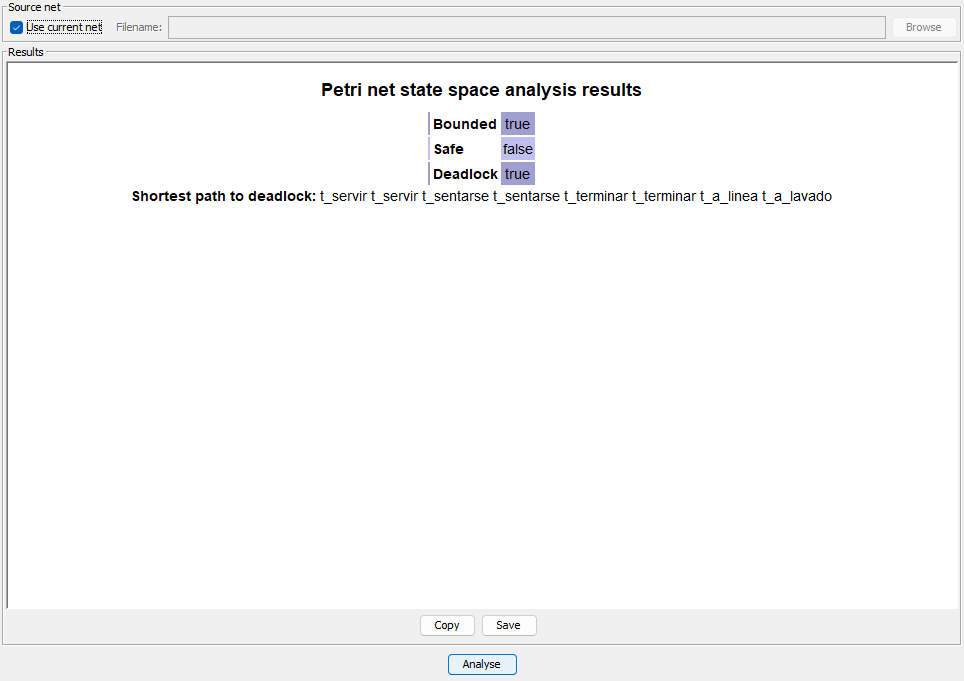 Source net
Use current net Filename: Browse
Results
Petri net state space analysis results
Bounded true
Safe false
Deadlock true
Shortest path to deadlock: t_servir t_servir t_sentarse t_sentarse t_terminar t_terminar t_a_linea t_a_lavado
Copy Save
Analyse